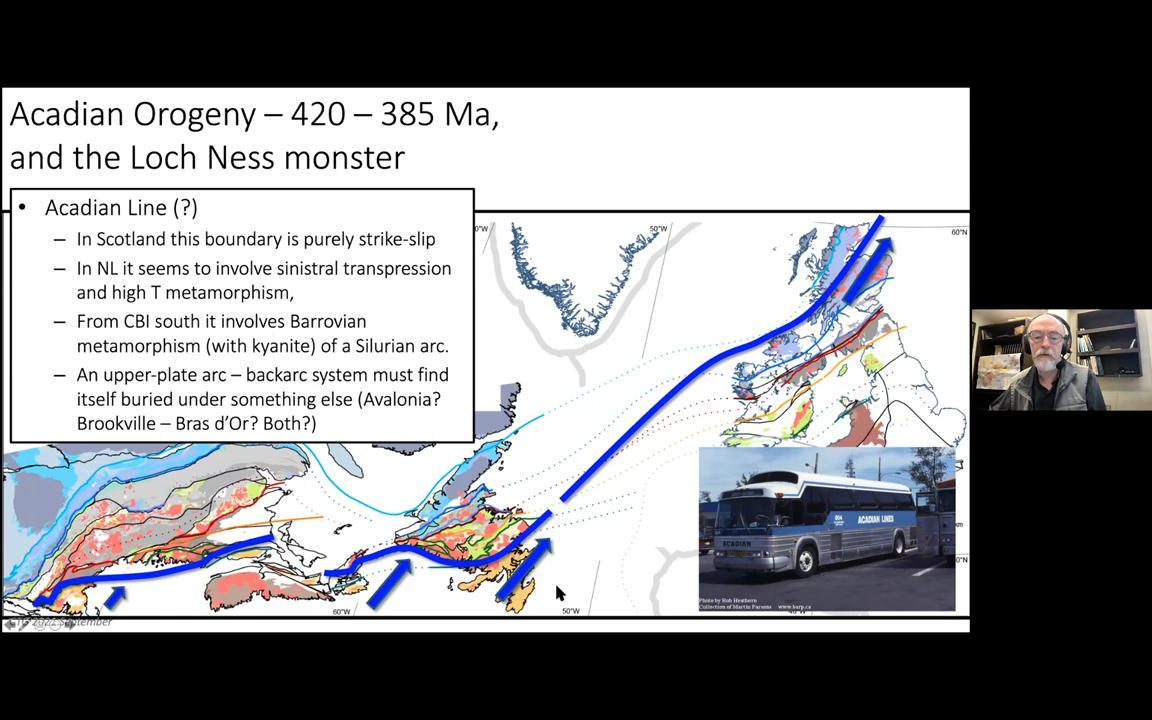 Acadian Orogeny – 420 – 385 Ma,
and the Loch Ness monster
• Acadian Line (?)
– In Scotland this boundary is purely strike-slip
– In NL it seems to involve sinistral transpression
and high T metamorphism,
– From CBI south it involves Barrovian
metamorphism (with kyanite) of a Silurian arc.
– An upper-plate arc – backarc system must find
itself buried under something else (Avalonia?
Brookville – Bras d'Or? Both?)
0°W
50°W
60°N
60°W
50°W
0°N
ACADIAN LINES
ACADIAN
Photo by Bob Heathorn
Collection of Martin Parsons www.barp.ca
September